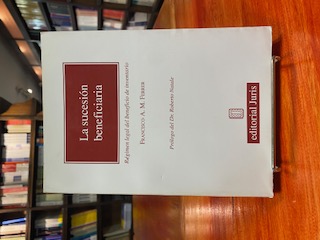 La sucesión
beneficiaria
Régimen legal del beneficio de inventario
Francisco A. M. Ferrer
Prólogo del Dr. Roberto Natale
editorial Juris